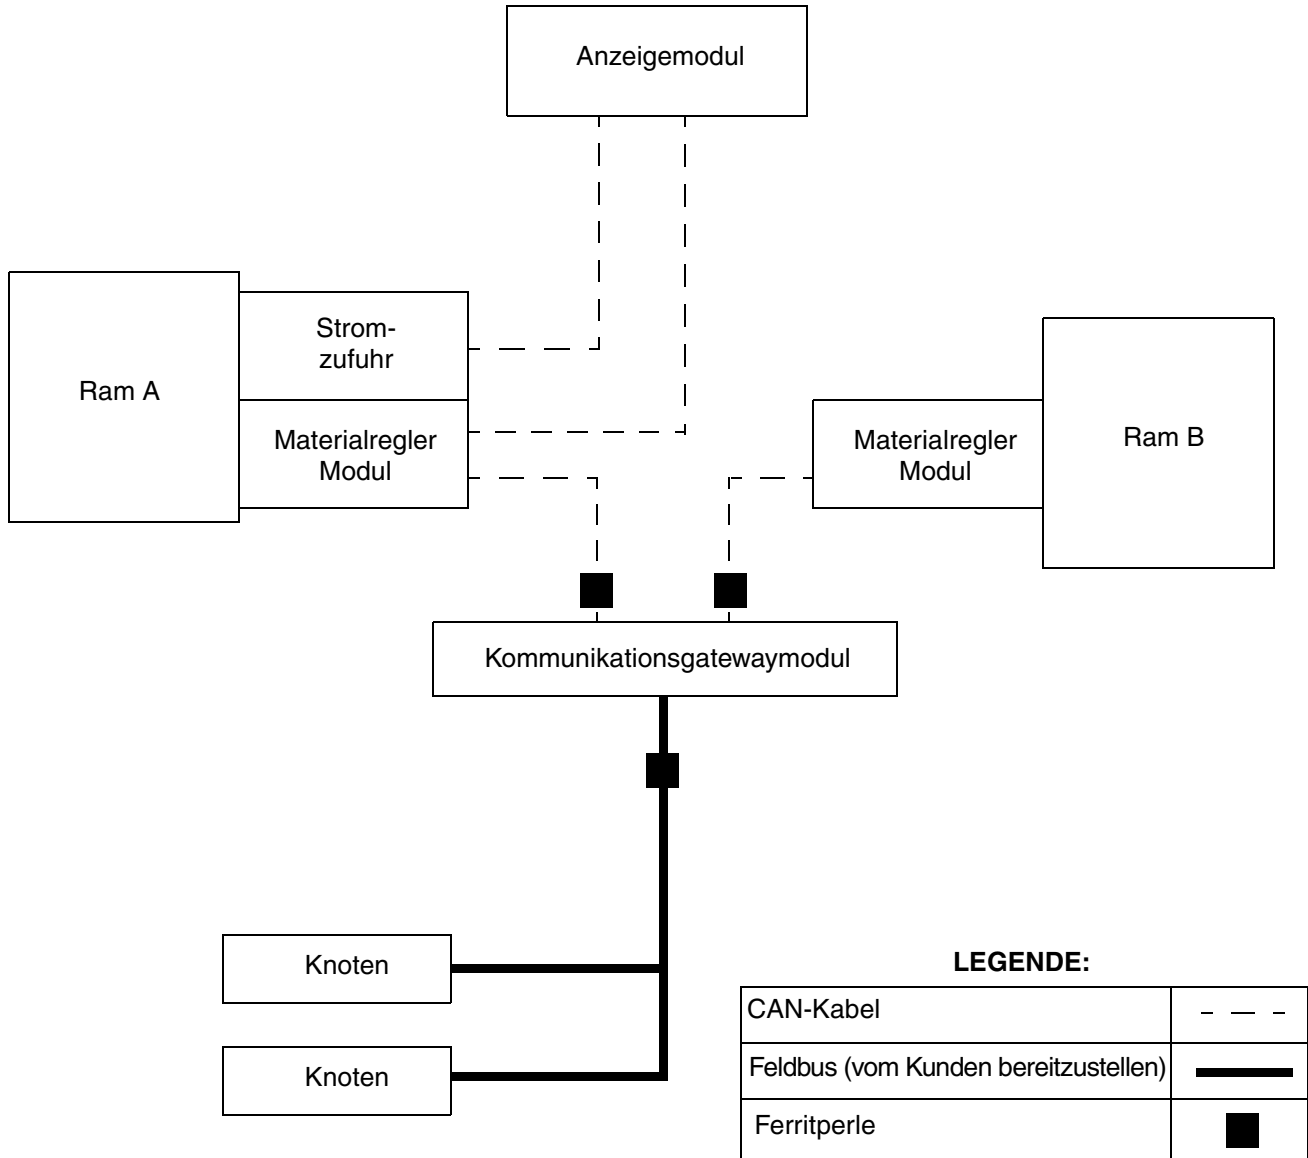 Anzeigemodul
Strom-
zufuhr
Ram A
Materialregler
Modul
Materialregler
Modul
Ram B
Kommunikationsgatewaymodul
Knoten
Knoten
LEGENDE:
CAN-Kabel
Feldbus (vom Kunden bereitzustellen)
Ferritperle